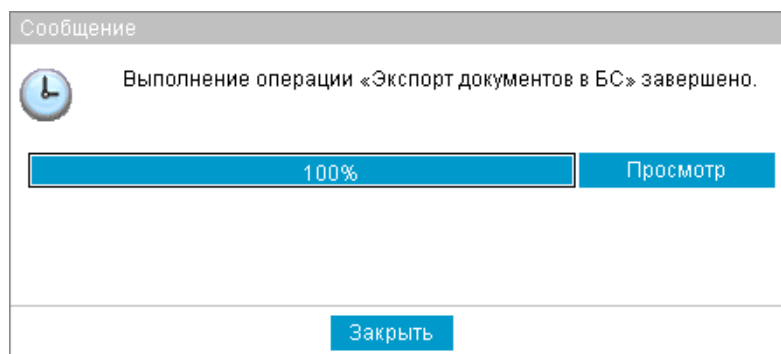 Сообщение
Выполнение операции «Экспорт документов в БС» завершено.
100%
Просмотр
Закрыть